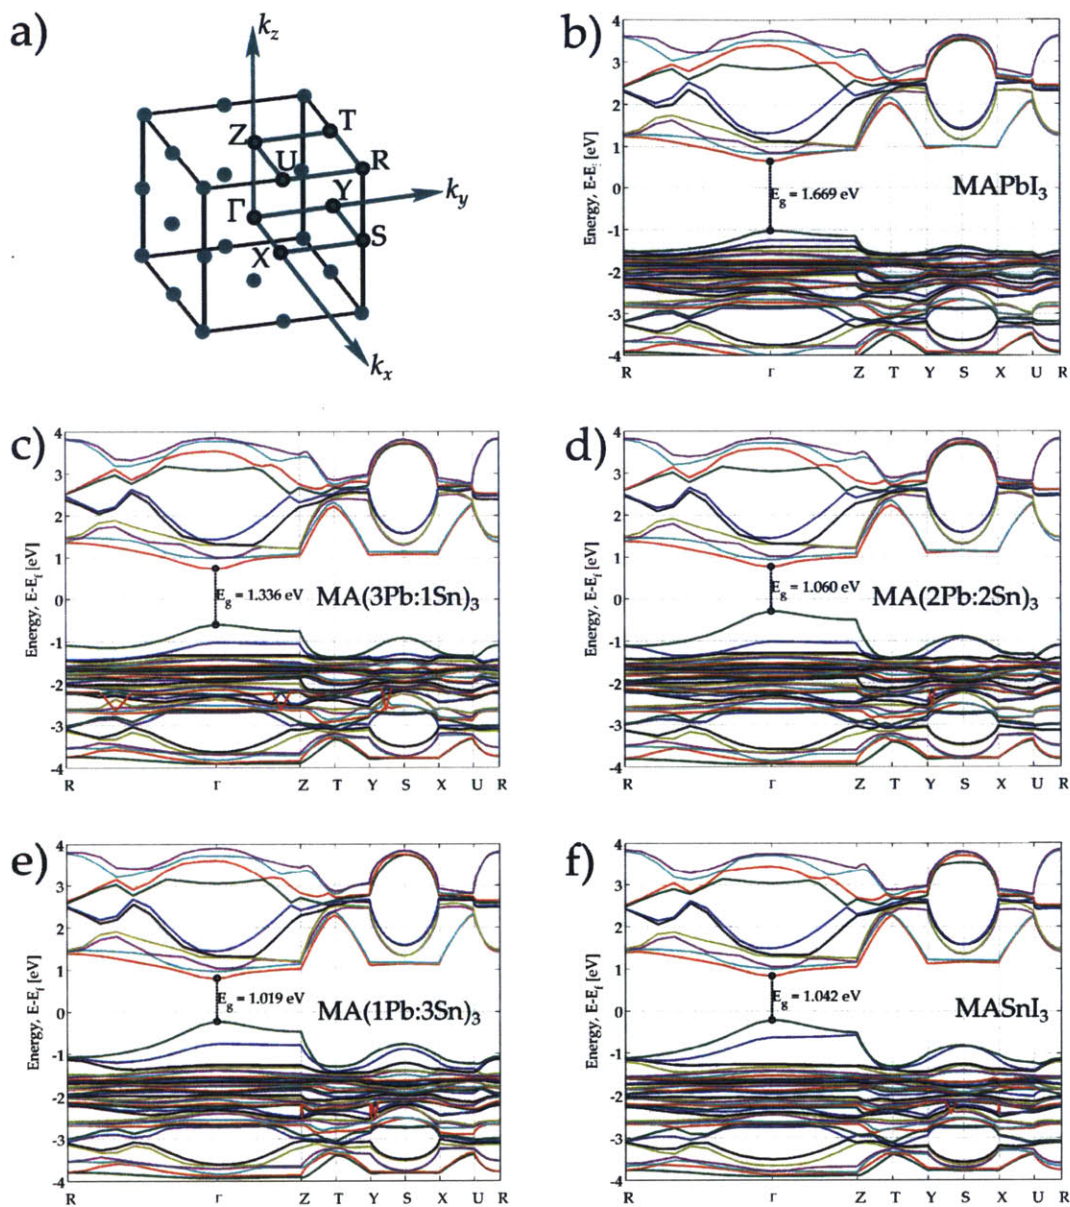 a)
k_z
Z
T
U
R
Γ
Y
k_y
X
S
k_x
b)
4
3
2
1
0
-1
-2
-3
-4
Energy, E-E_f [eV]
E_g = 1.669 eV
MAPbI_3
R Γ Z T Y S X U R
c)
4
3
2
1
0
-1
-2
-3
-4
Energy, E-E_f [eV]
E_g = 1.336 eV
MA(3Pb:1Sn)_3
R Γ Z T Y S X U R
d)
4
3
2
1
0
-1
-2
-3
-4
Energy, E-E_f [eV]
E_g = 1.060 eV
MA(2Pb:2Sn)_3
R Γ Z T Y S X U R
e)
4
3
2
1
0
-1
-2
-3
-4
Energy, E-E_f [eV]
E_g = 1.019 eV
MA(1Pb:3Sn)_3
R Γ Z T Y S X U R
f)
4
3
2
1
0
-1
-2
-3
-4
Energy, E-E_f [eV]
E_g = 1.042 eV
MASnI_3
R Γ Z T Y S X U R